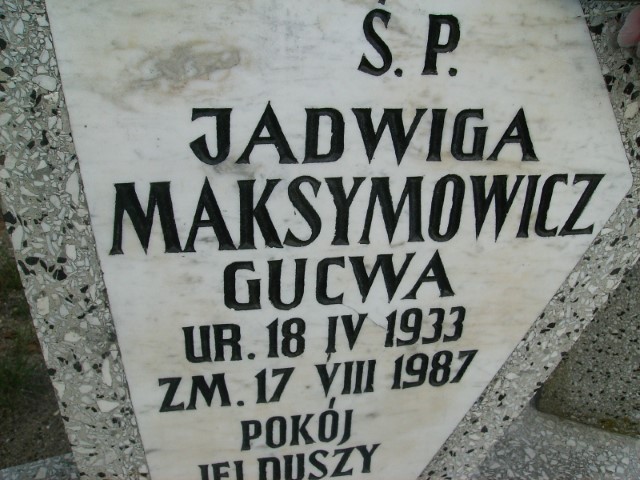 Ś. P.
JADWIGA
MAKSYMOWICZ
GUCWA
UR. 18 IV 1933
ZM. 17 VIII 1987
POKÓJ
JEJ DUSZY